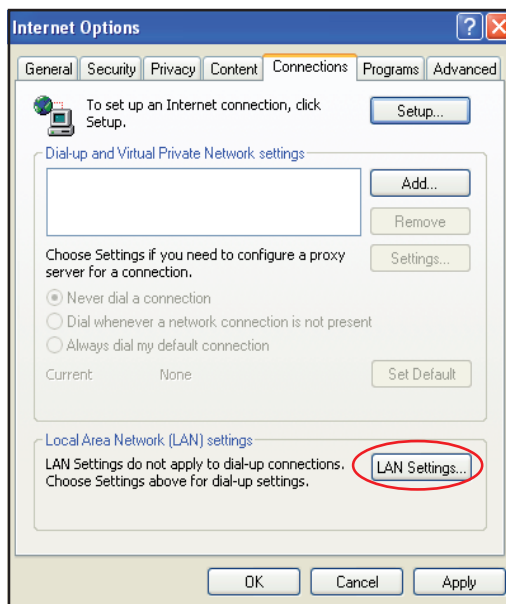 Internet Options
General Security Privacy Content Connections Programs Advanced
To set up an Internet connection, click
Setup.
Setup...
Dial-up and Virtual Private Network settings
Add...
Remove
Choose Settings if you need to configure a proxy
server for a connection.
Settings...
Never dial a connection
Dial whenever a network connection is not present
Always dial my default connection
Current None
Set Default
Local Area Network (LAN) settings
LAN Settings do not apply to dial-up connections.
Choose Settings above for dial-up settings.
LAN Settings...
OK Cancel Apply